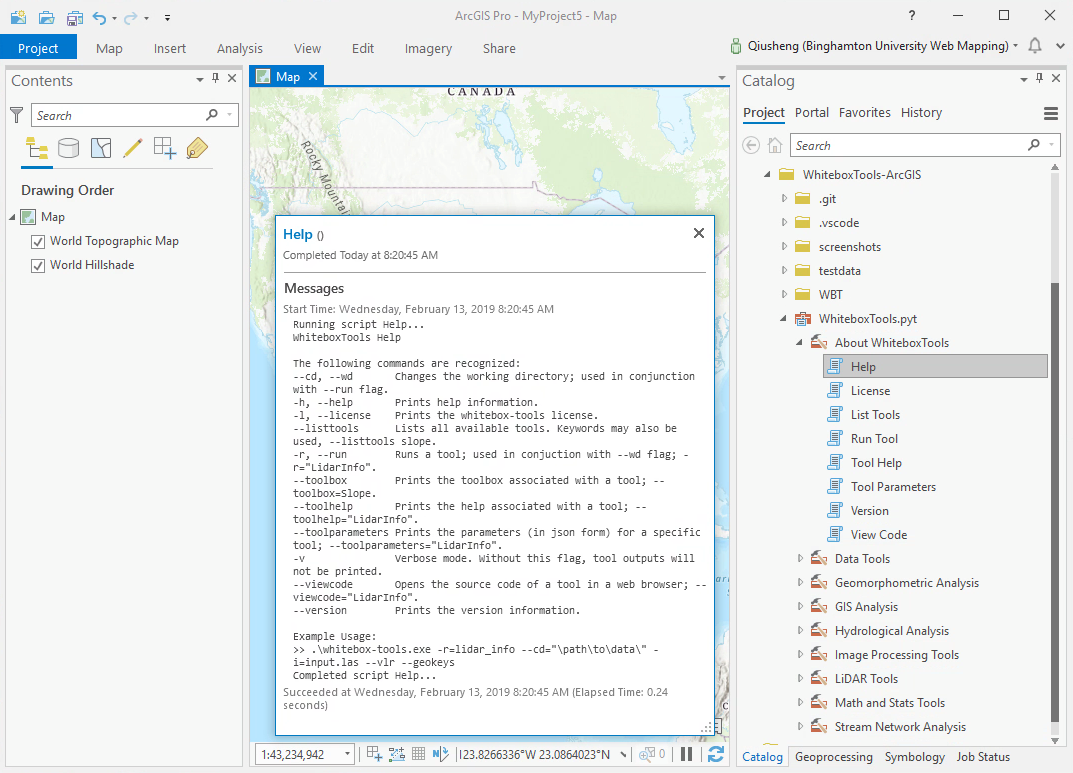 ArcGIS Pro - MyProject5 - Map
?
Project
Map
Insert
Analysis
View
Edit
Imagery
Share
Qiusheng (Binghamton University Web Mapping)
Contents
Search
Drawing Order
Map
World Topographic Map
World Hillshade
Map
CANADA
Rocky Mountain
Help ()
Completed Today at 8:20:45 AM
Messages
Start Time: Wednesday, February 13, 2019 8:20:45 AM
Running script Help...
WhiteboxTools Help
The following commands are recognized:
--cd, --wd Changes the working directory; used in conjunction
with --run flag.
-h, --help Prints help information.
-l, --license Prints the whitebox-tools license.
--listtools Lists all available tools. Keywords may also be
used, --listtools slope.
-r, --run Runs a tool; used in conjuction with --wd flag; -
r="LidarInfo".
--toolbox Prints the toolbox associated with a tool; --
toolbox=Slope.
--toolhelp Prints the help associated with a tool; --
toolhelp="LidarInfo".
--toolparameters Prints the parameters (in json form) for a specific
tool; --toolparameters="LidarInfo".
-v Verbose mode. Without this flag, tool outputs will
not be printed.
--viewcode Opens the source code of a tool in a web browser; --
viewcode="LidarInfo".
--version Prints the version information.
Example Usage:
>> .\whitebox-tools.exe -r=lidar_info --cd="\path\to\data\" -
i=input.las --vlr --geokeys
Completed script Help...
Succeeded at Wednesday, February 13, 2019 8:20:45 AM (Elapsed Time: 0.24
seconds)
1:43,234,942
123.8266336°W 23.0864023°N
0
Catalog
Project
Portal
Favorites
History
Search
WhiteboxTools-ArcGIS
.git
.vscode
screenshots
testdata
WBT
WhiteboxTools.pyt
About WhiteboxTools
Help
License
List Tools
Run Tool
Tool Help
Tool Parameters
Version
View Code
Data Tools
Geomorphometric Analysis
GIS Analysis
Hydrological Analysis
Image Processing Tools
LiDAR Tools
Math and Stats Tools
Stream Network Analysis
Catalog
Geoprocessing
Symbology
Job Status